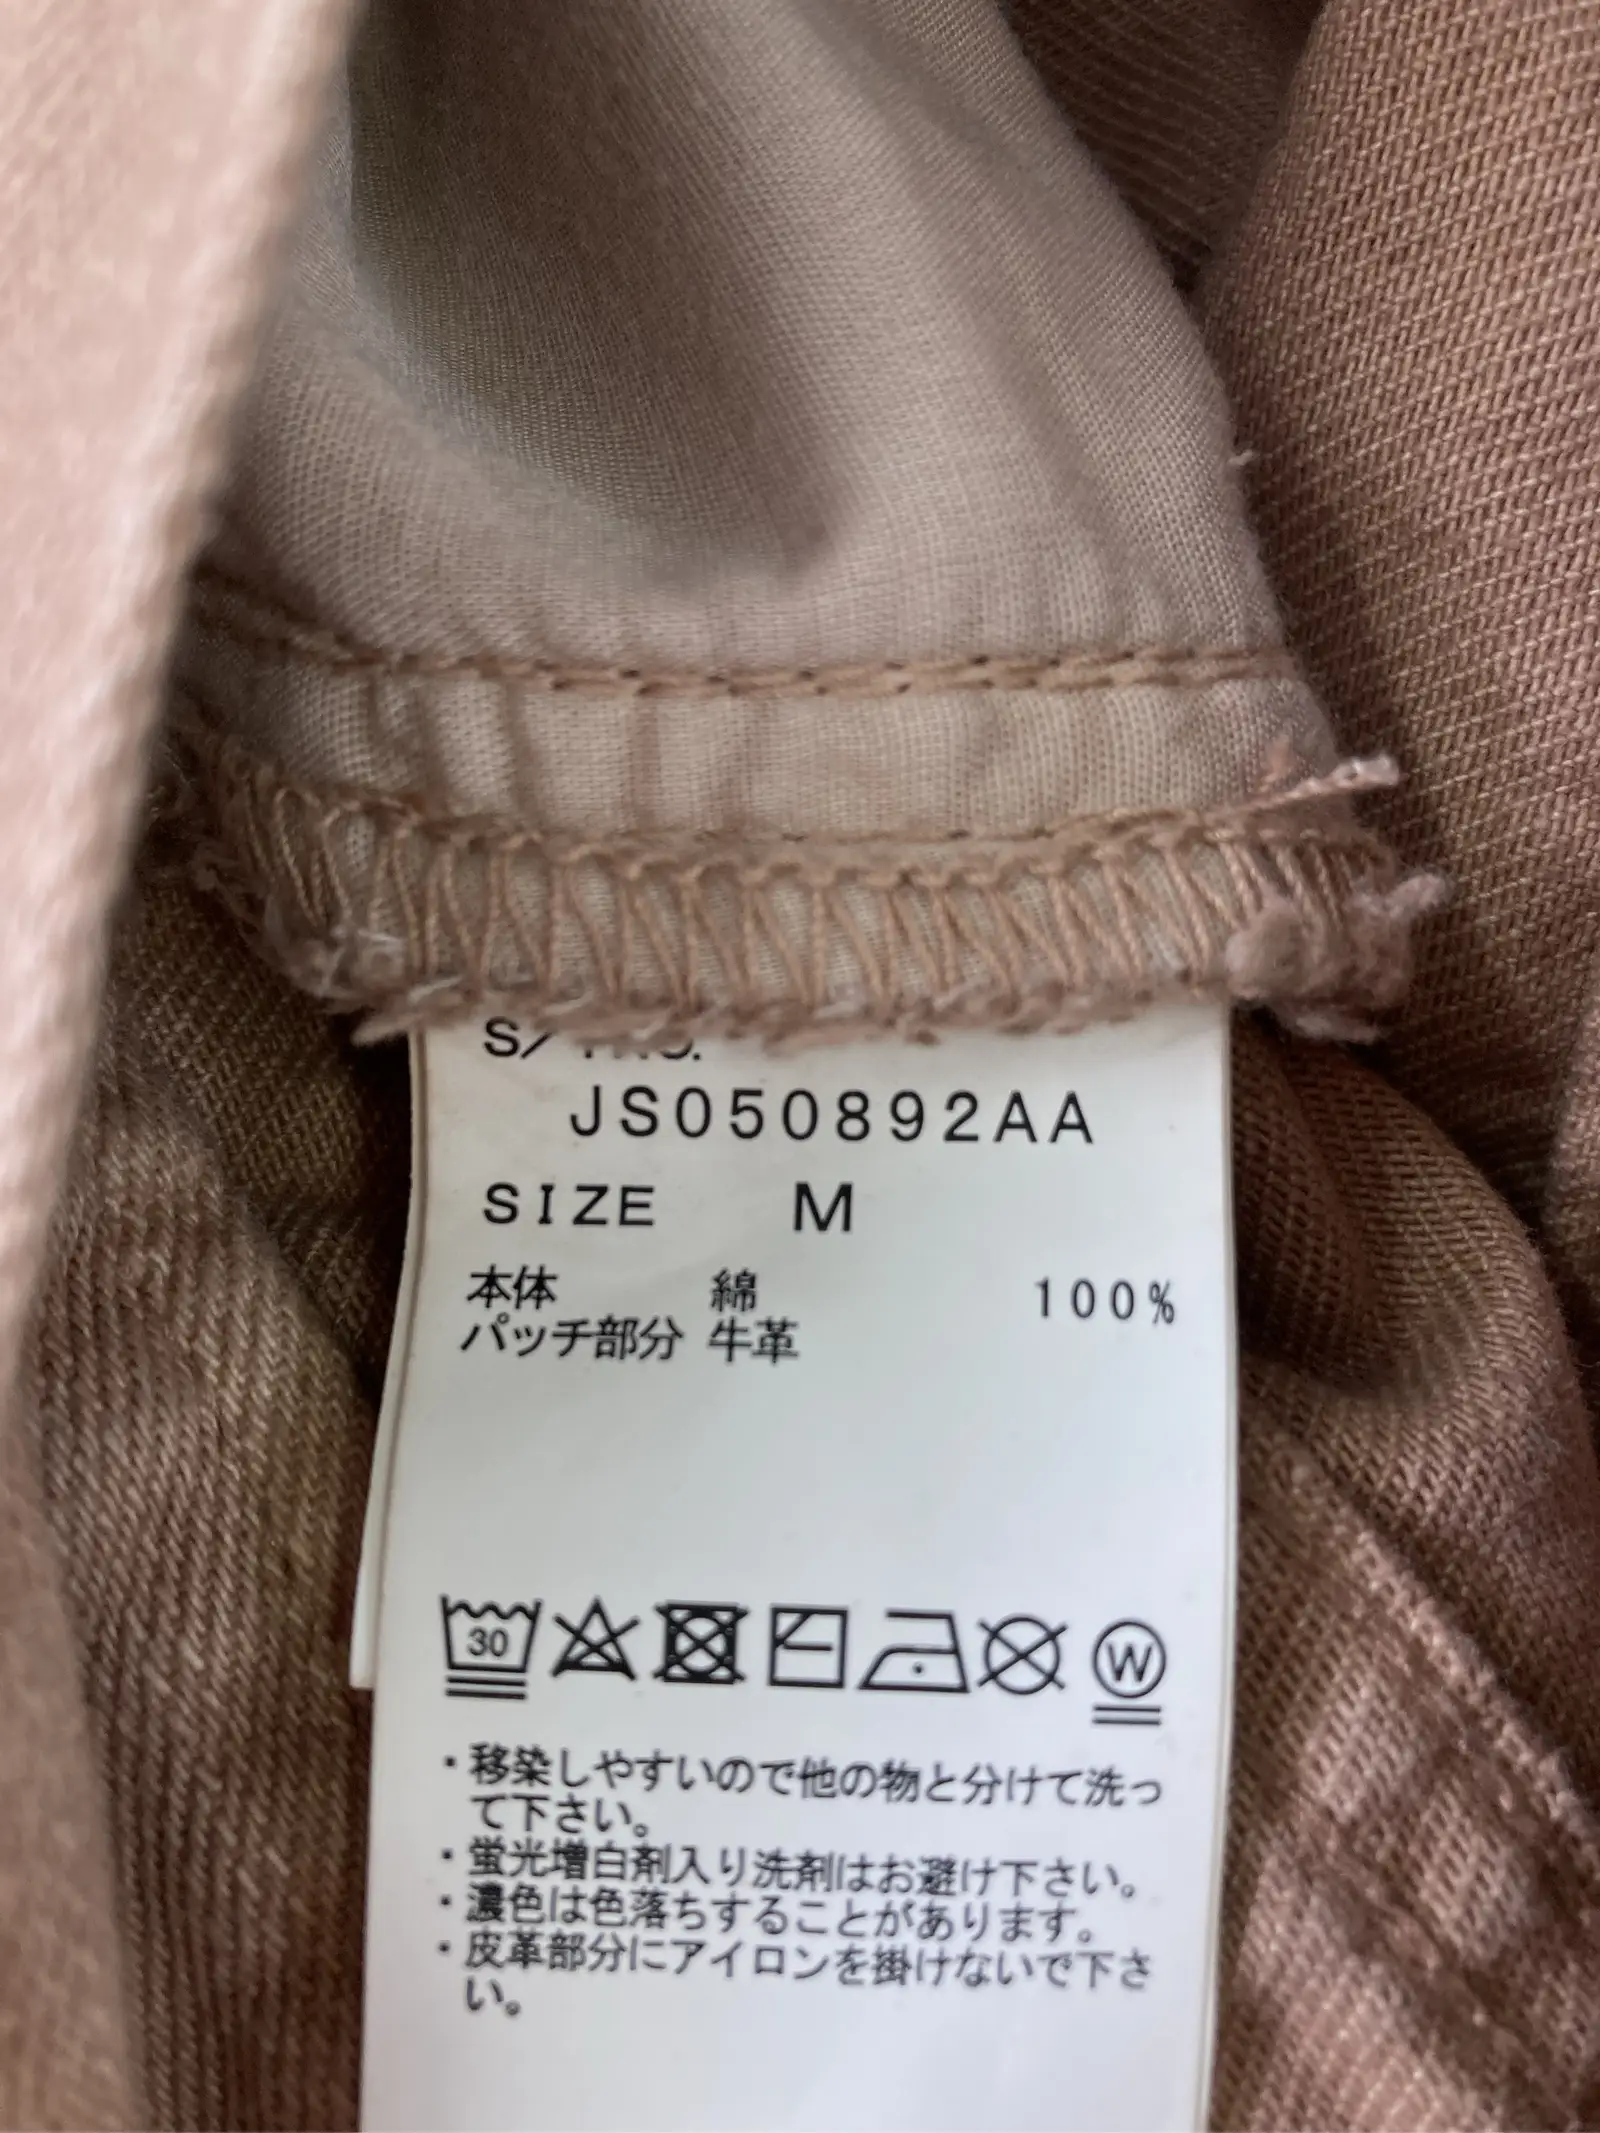 JS050892AA
SIZE M
本体 綿 100%
パッチ部分 牛革
30 W
・移染しやすいので他の物と分けて洗っ
て下さい。
・蛍光増白剤入り洗剤はお避け下さい。
・濃色は色落ちすることがあります。
・皮革部分にアイロンを掛けないで下さ
い。